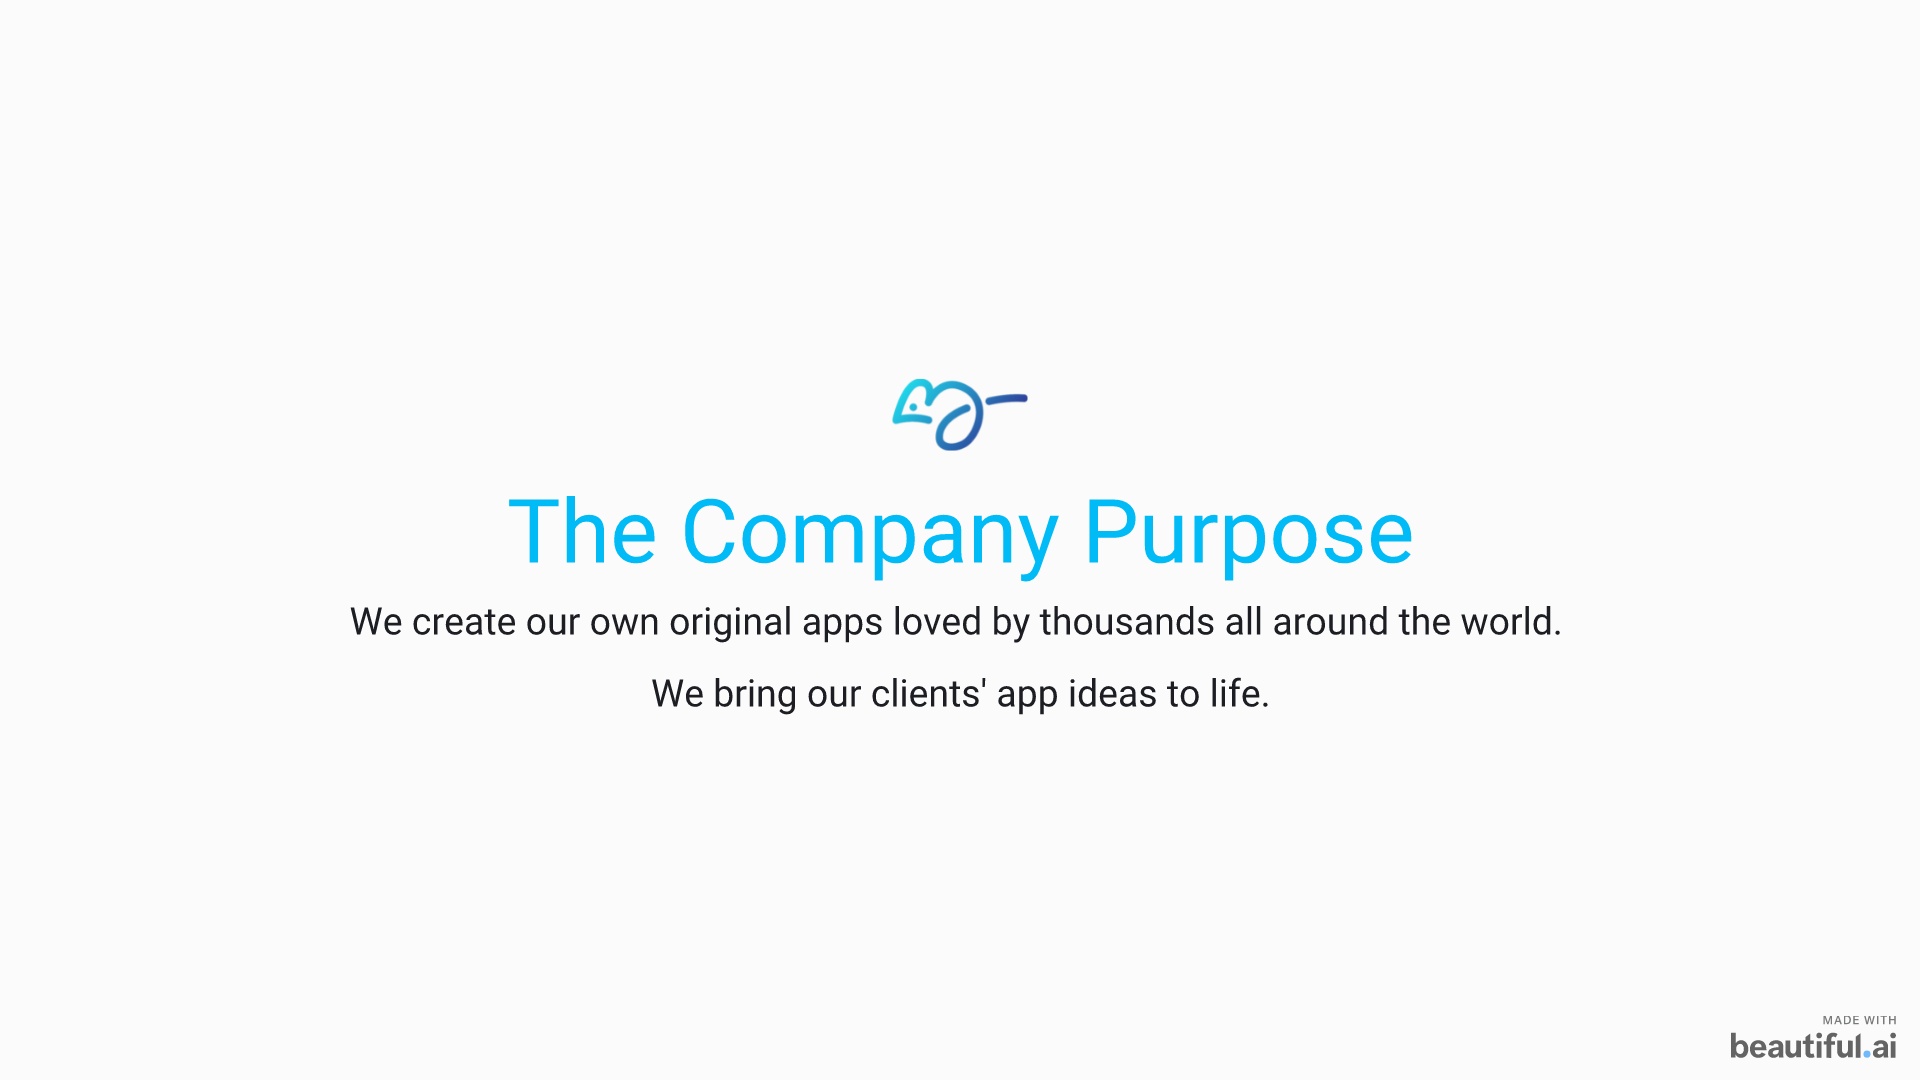 The Company Purpose
We create our own original apps loved by thousands all around the world.
We bring our clients' app ideas to life.
MADE WITH
beautiful.ai